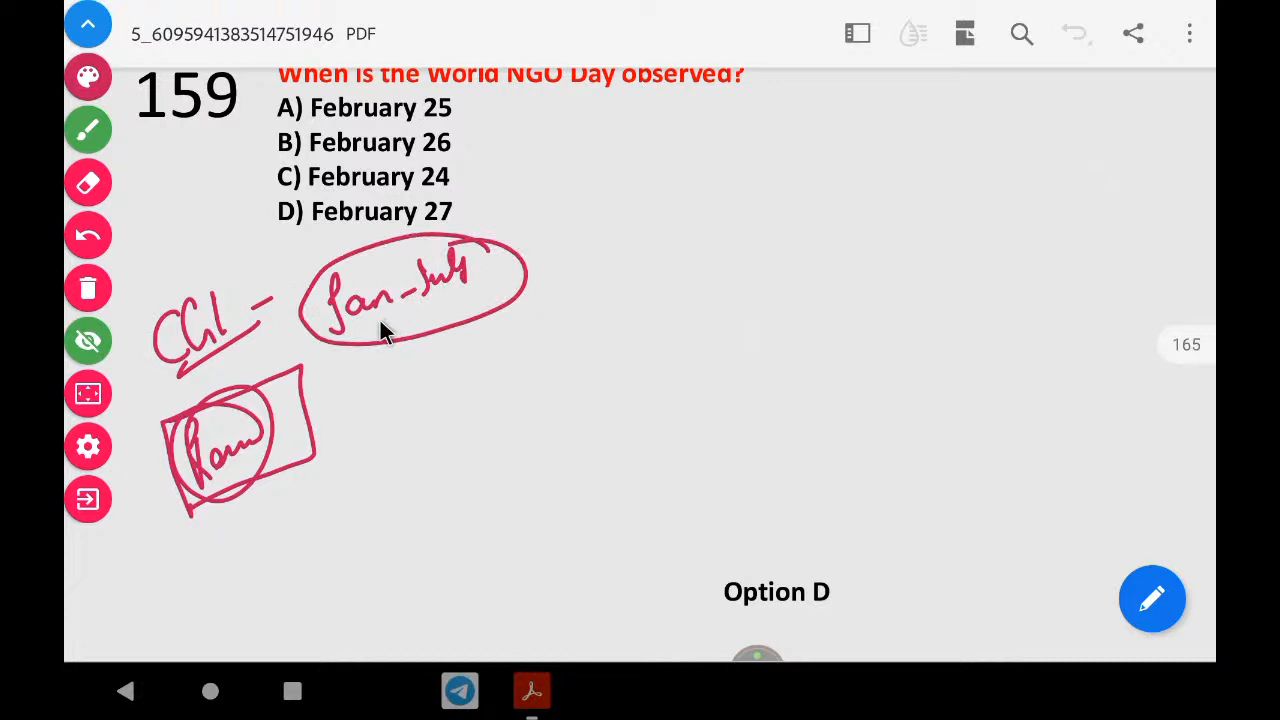 5_6095941383514751946 PDF
159
When is the World NGO Day observed?
A) February 25
B) February 26
C) February 24
D) February 27
CGL - Jan-July
165
Option D